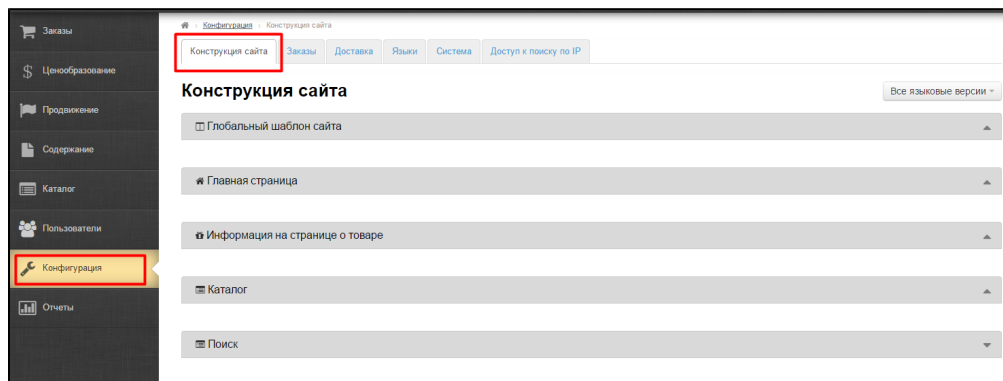 Заказы
Ценообразование
Продвижение
Содержание
Каталог
Пользователи
Конфигурация
Отчеты
Конфигурация › Конструкция сайта
Конструкция сайта Заказы Доставка Языки Система Доступ к поиску по IP
Конструкция сайта
Все языковые версии
Глобальный шаблон сайта
Главная страница
Информация на странице о товаре
Каталог
Поиск